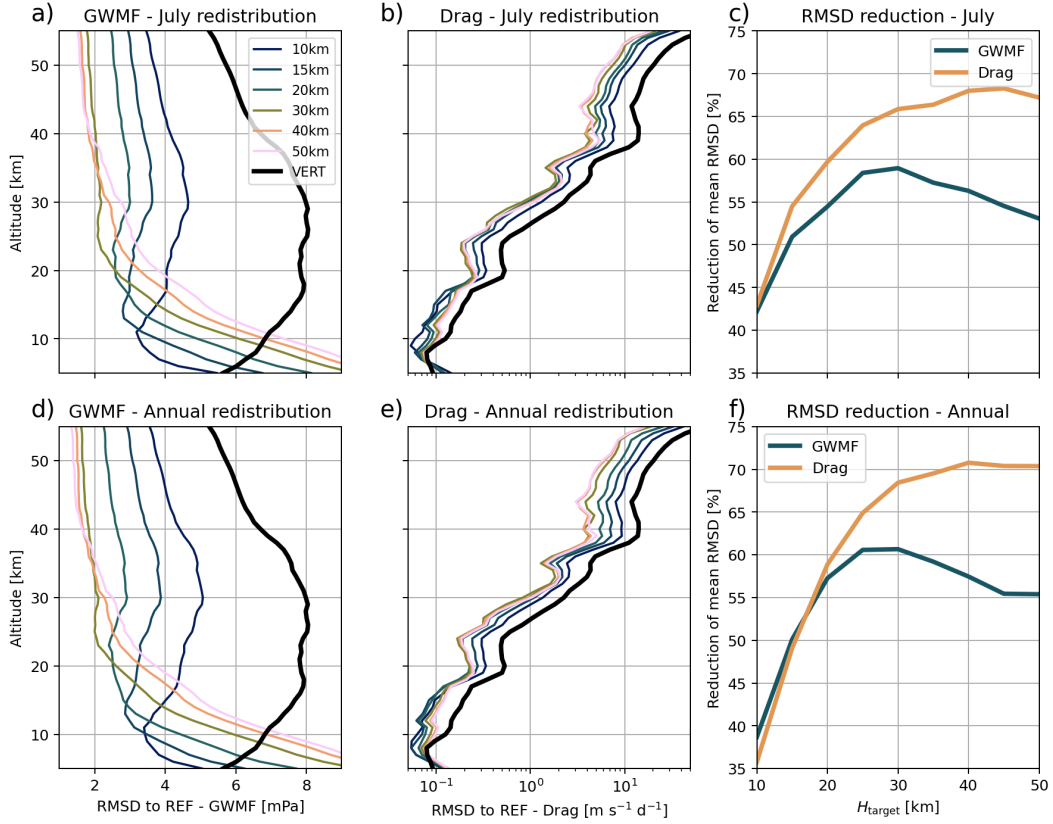 a) GWMF - July redistribution
b) Drag - July redistribution
c) RMSD reduction - July
Altitude [km]
50
40
30
20
10
10km
15km
20km
30km
40km
50km
VERT
Reduction of mean RMSD [%]
75
70
65
60
55
50
45
40
35
GWMF
Drag
d) GWMF - Annual redistribution
e) Drag - Annual redistribution
f) RMSD reduction - Annual
Altitude [km]
50
40
30
20
10
2 4 6 8
RMSD to REF - GWMF [mPa]
10⁻¹ 10⁰ 10¹
RMSD to REF - Drag [m s⁻¹ d⁻¹]
Reduction of mean RMSD [%]
75
70
65
60
55
50
45
40
35
GWMF
Drag
10 20 30 40 50
H_target [km]